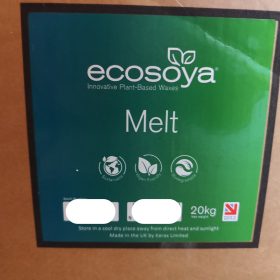 ecosoya®
Innovative Plant-Based Waxes
Melt
20kg
Store in a cool dry place away from direct heat and sunlight
Made in the UK by Kerax Limited